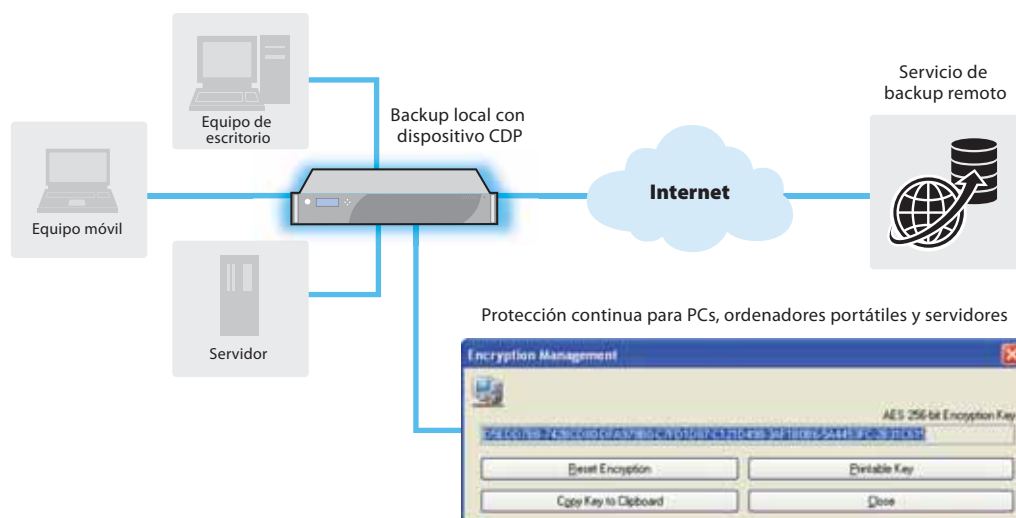 Equipo de
escritorio
Backup local con
dispositivo CDP
Servicio de
backup remoto
Internet
Equipo móvil
Servidor
Protección continua para PCs, ordenadores portátiles y servidores
Encryption Management
AES 256-bit Encryption Key
Reset Encryption
Printable Key
Copy Key to Clipboard
Close